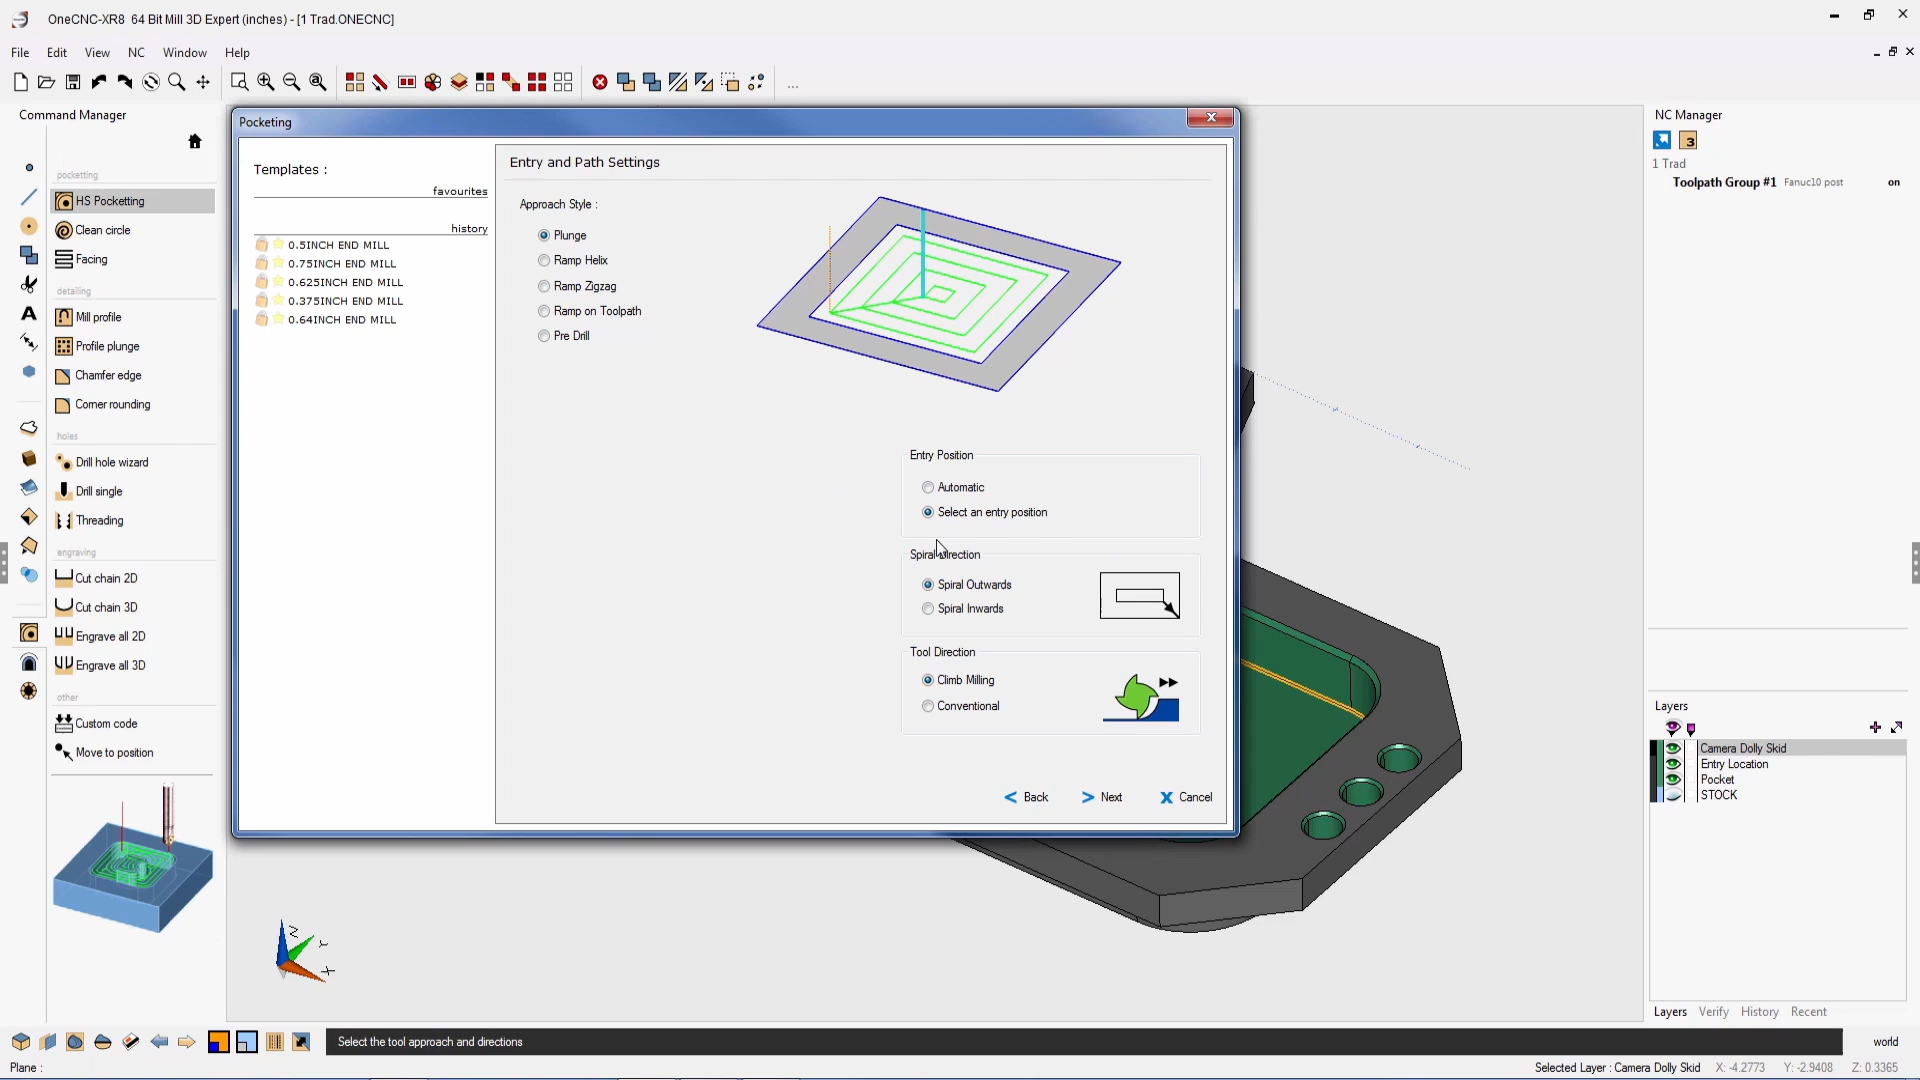 OneCNC-XR8 64 Bit Mill 3D Expert (inches) - [1 Trad.ONECNC]
File Edit View NC Window Help
...
Command Manager
pocketting
HS Pocketting
Clean circle
Facing
detailing
Mill profile
Profile plunge
Chamfer edge
Corner rounding
holes
Drill hole wizard
Drill single
Threading
engraving
Cut chain 2D
Cut chain 3D
Engrave all 2D
Engrave all 3D
other
Custom code
Move to position
Pocketing
Templates :
favourites
history
0.5INCH END MILL
0.75INCH END MILL
0.625INCH END MILL
0.375INCH END MILL
0.64INCH END MILL
Entry and Path Settings
Approach Style :
Plunge
Ramp Helix
Ramp Zigzag
Ramp on Toolpath
Pre Drill
Entry Position
Automatic
Select an entry position
Spiral Direction
Spiral Outwards
Spiral Inwards
Tool Direction
Climb Milling
Conventional
< Back > Next X Cancel
Z Y X
NC Manager
3
1 Trad
Toolpath Group #1 Fanuc10 post on
Layers
Camera Dolly Skid
Entry Location
Pocket
STOCK
Layers Verify History Recent
Select the tool approach and directions
world
Plane :
Selected Layer : Camera Dolly Skid X: -4.2773 Y: -2.9408 Z: 0.3365